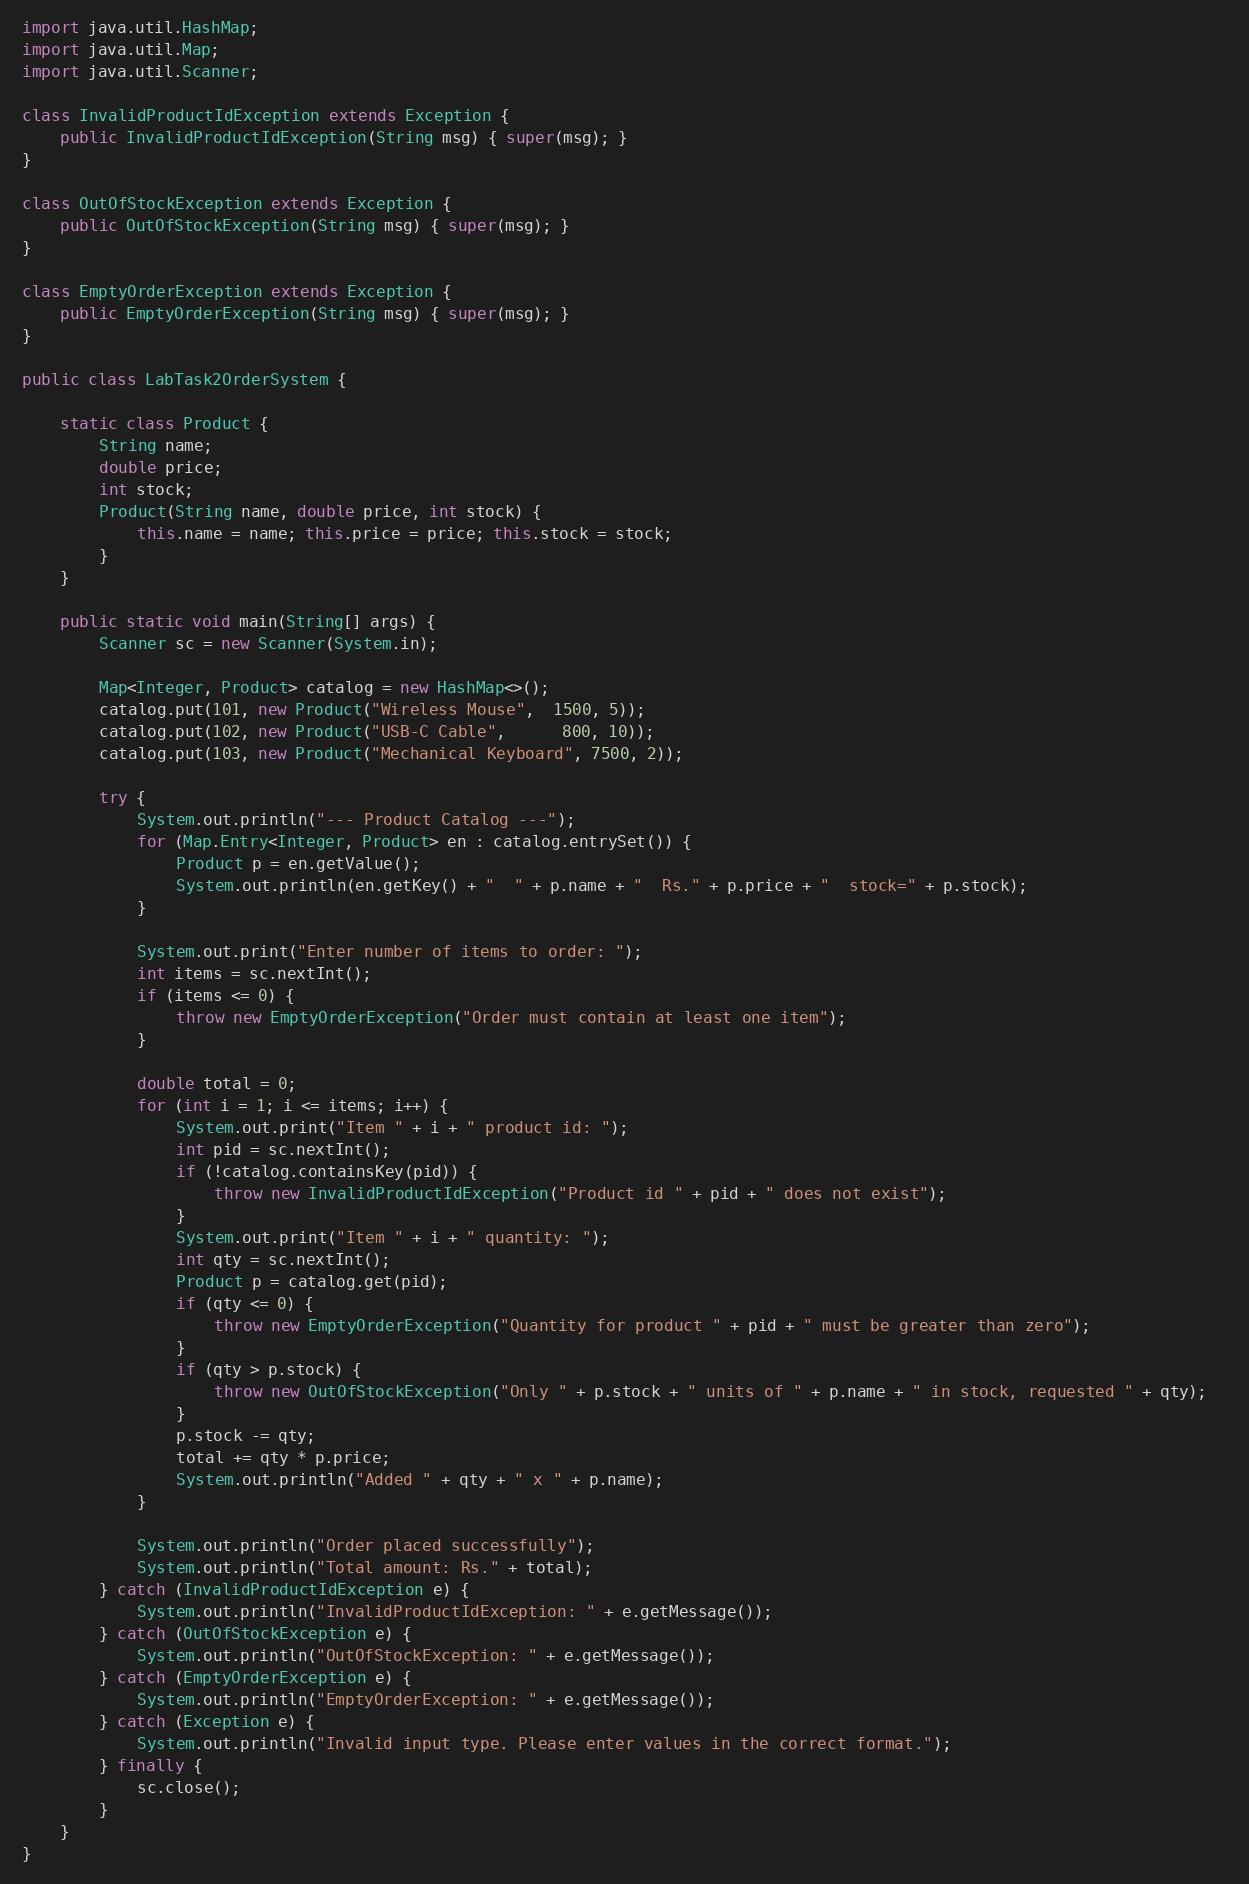 import java.util.HashMap;
import java.util.Map;
import java.util.Scanner;

class InvalidProductIdException extends Exception {
    public InvalidProductIdException(String msg) { super(msg); }
}

class OutOfStockException extends Exception {
    public OutOfStockException(String msg) { super(msg); }
}

class EmptyOrderException extends Exception {
    public EmptyOrderException(String msg) { super(msg); }
}

public class LabTask2OrderSystem {

    static class Product {
        String name;
        double price;
        int stock;
        Product(String name, double price, int stock) {
            this.name = name; this.price = price; this.stock = stock;
        }
    }

    public static void main(String[] args) {
        Scanner sc = new Scanner(System.in);

        Map<Integer, Product> catalog = new HashMap<>();
        catalog.put(101, new Product("Wireless Mouse",  1500, 5));
        catalog.put(102, new Product("USB-C Cable",      800, 10));
        catalog.put(103, new Product("Mechanical Keyboard", 7500, 2));

        try {
            System.out.println("--- Product Catalog ---");
            for (Map.Entry<Integer, Product> en : catalog.entrySet()) {
                Product p = en.getValue();
                System.out.println(en.getKey() + "  " + p.name + "  Rs." + p.price + "  stock=" + p.stock);
            }

            System.out.print("Enter number of items to order: ");
            int items = sc.nextInt();
            if (items <= 0) {
                throw new EmptyOrderException("Order must contain at least one item");
            }

            double total = 0;
            for (int i = 1; i <= items; i++) {
                System.out.print("Item " + i + " product id: ");
                int pid = sc.nextInt();
                if (!catalog.containsKey(pid)) {
                    throw new InvalidProductIdException("Product id " + pid + " does not exist");
                }
                System.out.print("Item " + i + " quantity: ");
                int qty = sc.nextInt();
                Product p = catalog.get(pid);
                if (qty <= 0) {
                    throw new EmptyOrderException("Quantity for product " + pid + " must be greater than zero");
                }
                if (qty > p.stock) {
                    throw new OutOfStockException("Only " + p.stock + " units of " + p.name + " in stock, requested " + qty);
                }
                p.stock -= qty;
                total += qty * p.price;
                System.out.println("Added " + qty + " x " + p.name);
            }

            System.out.println("Order placed successfully");
            System.out.println("Total amount: Rs." + total);
        } catch (InvalidProductIdException e) {
            System.out.println("InvalidProductIdException: " + e.getMessage());
        } catch (OutOfStockException e) {
            System.out.println("OutOfStockException: " + e.getMessage());
        } catch (EmptyOrderException e) {
            System.out.println("EmptyOrderException: " + e.getMessage());
        } catch (Exception e) {
            System.out.println("Invalid input type. Please enter values in the correct format.");
        } finally {
            sc.close();
        }
    }
}